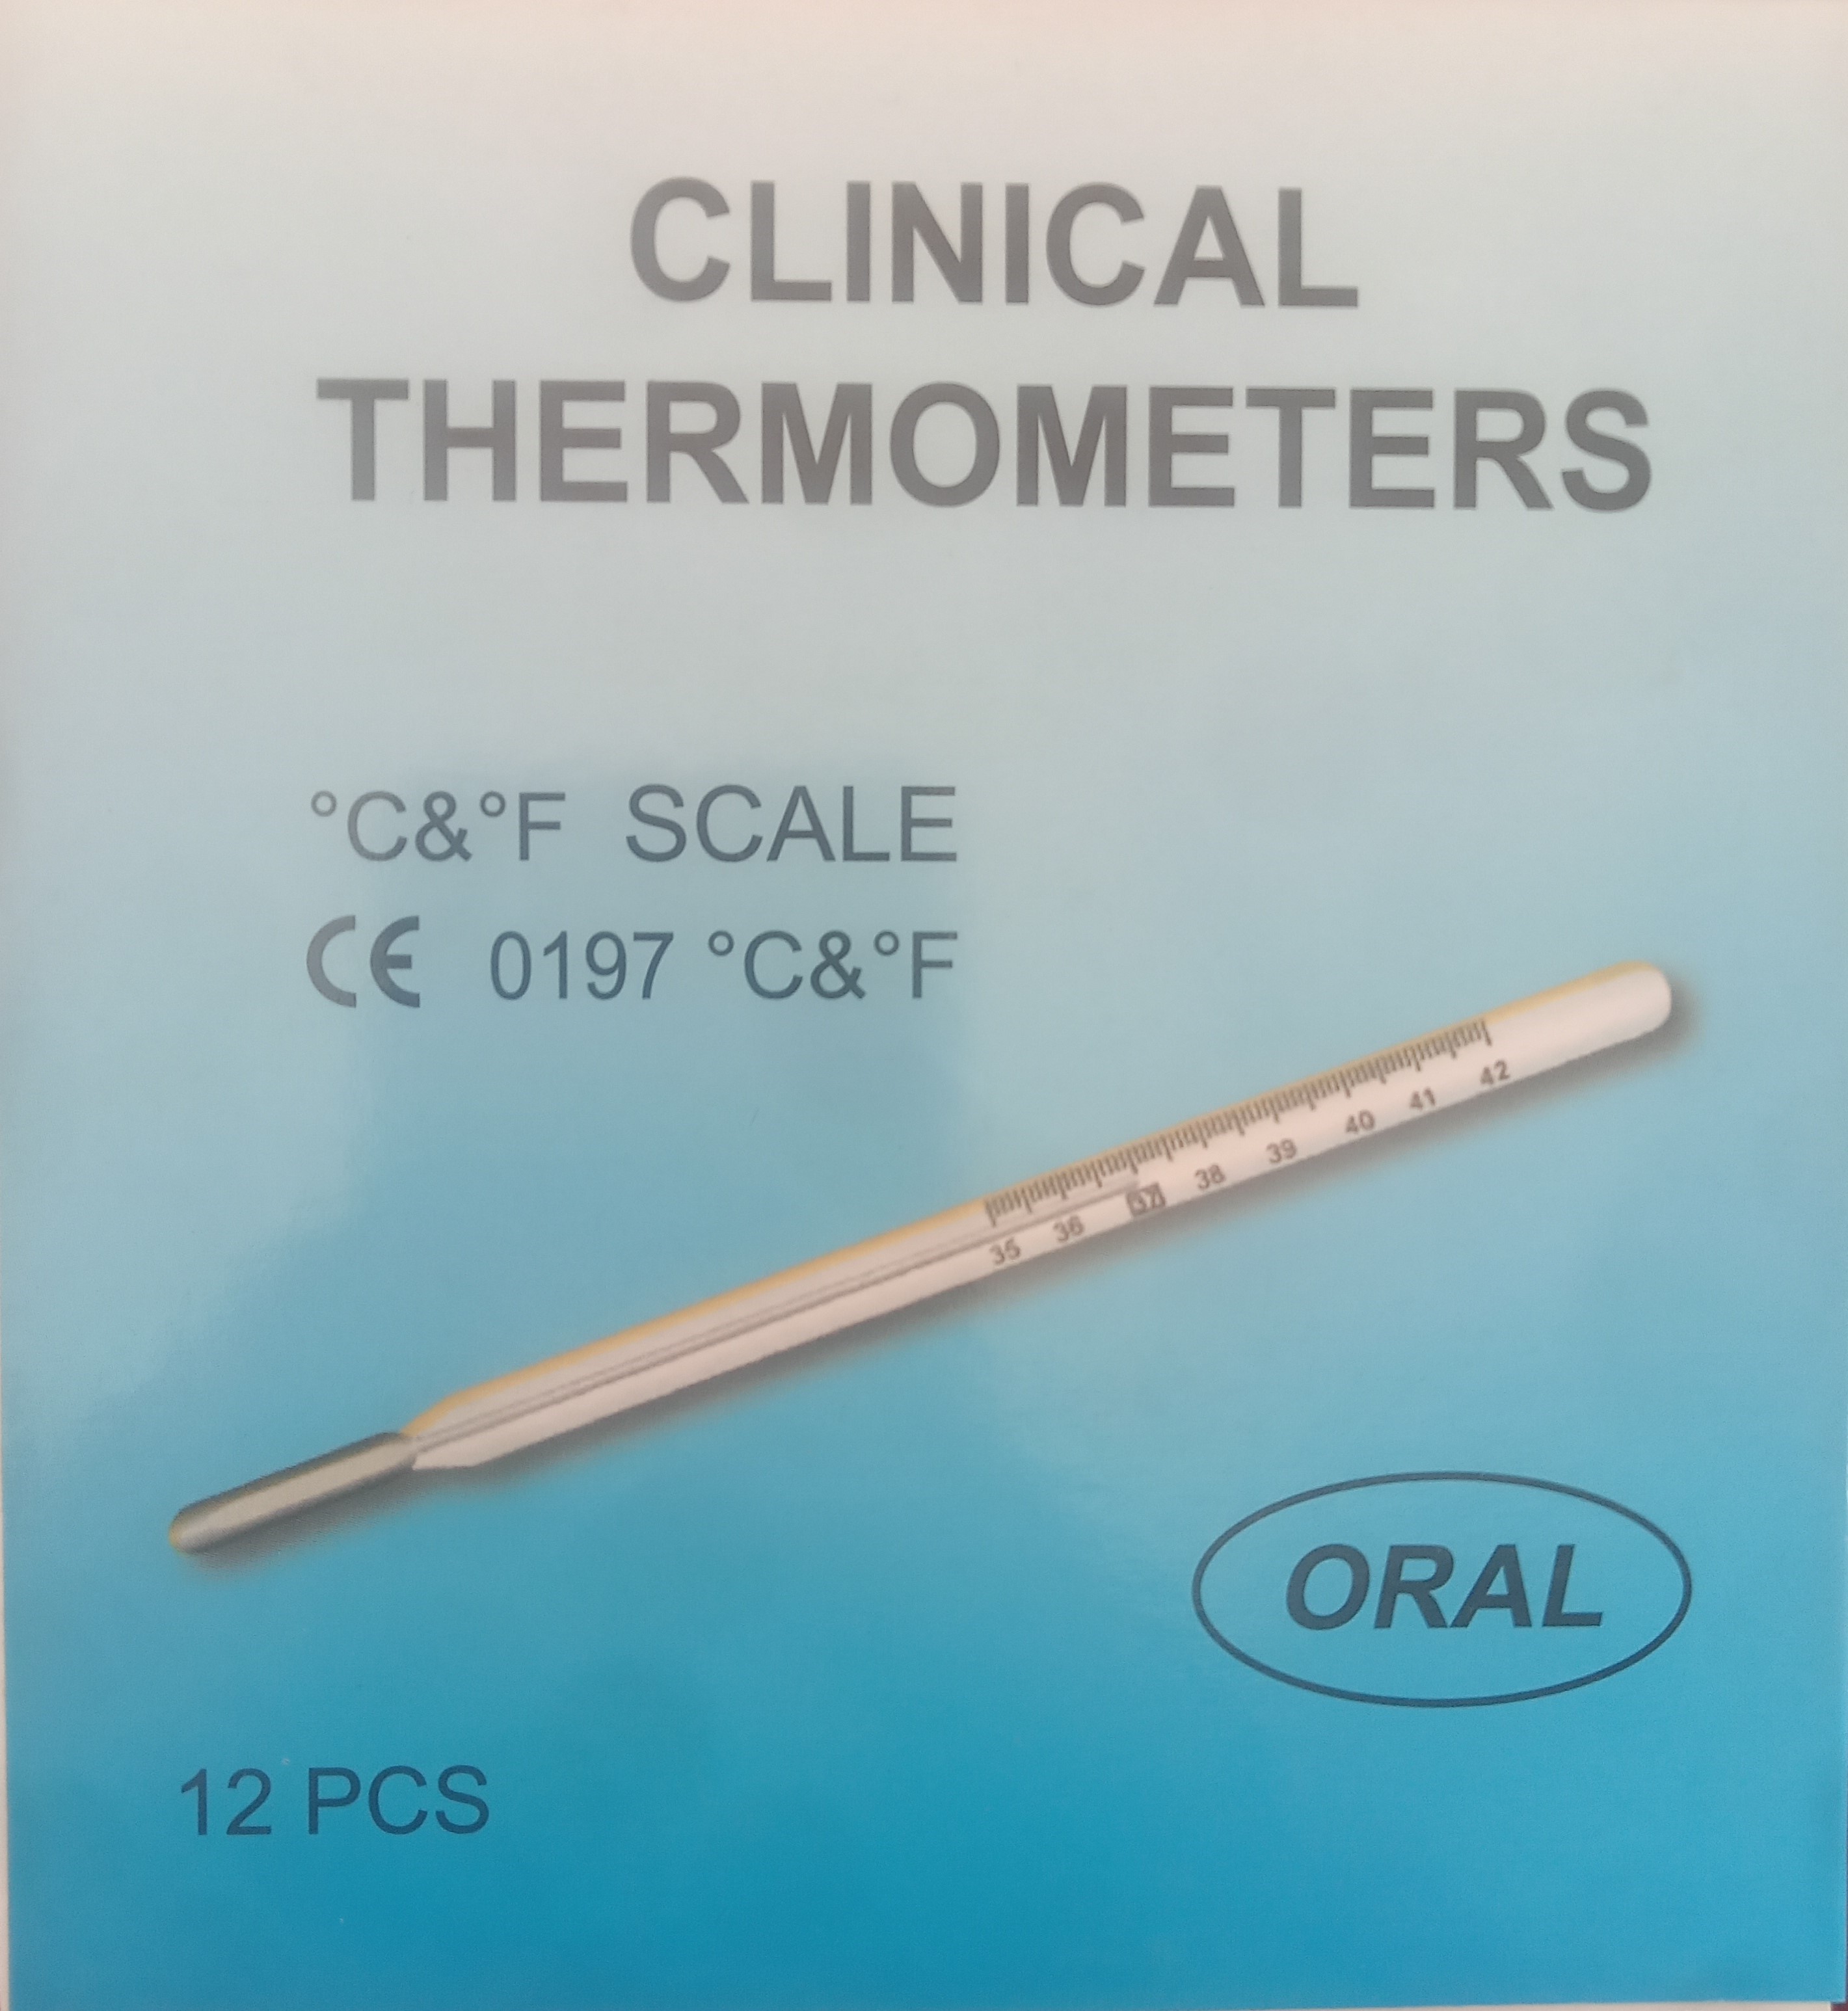 CLINICAL
THERMOMETERS
°C&°F SCALE
CE 0197 °C&°F
35 36 37 38 39 40 41 42
ORAL
12 PCS